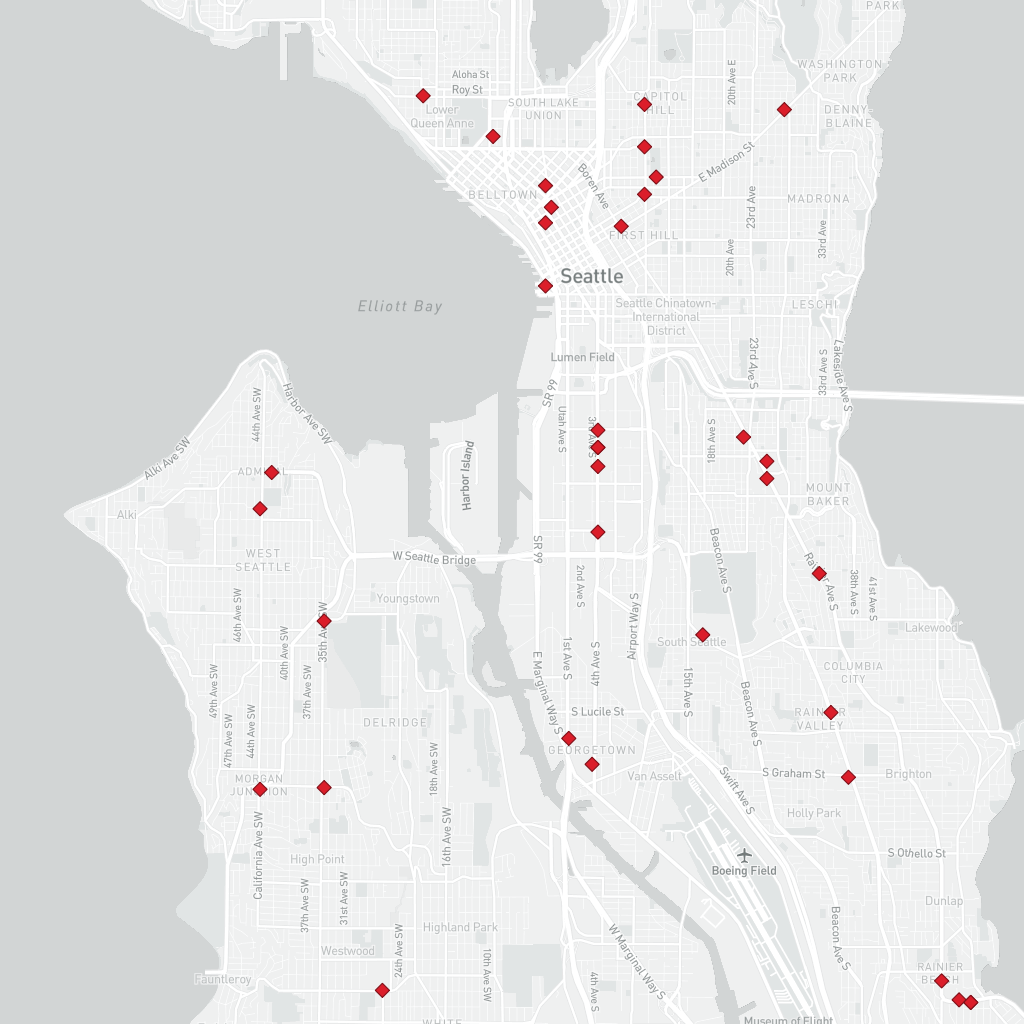 PARK
WASHINGTON
PARK
Aloha St
Roy St
20th Ave E
CAPITOL
HILL
SOUTH LAKE
UNION
Lower
Queen Anne
DENNY-
BLAINE
E Madison St
Boren Ave
BELLTOWN
23rd Ave
MADRONA
33rd Ave
FIRST HILL
20th Ave
Seattle
Elliott Bay
Seattle Chinatown-
International
District
LESCHI
Lumen Field
23rd Ave S
33rd Ave S
Lakeside Ave S
SR 99
44th Ave SW
Harbor Ave SW
Alki Ave SW
Utah Ave S
3rd Ave S
18th Ave S
Harbor Island
ADMIRAL
MOUNT
BAKER
Alki
WEST
SEATTLE
W Seattle Bridge
SR 99
Beacon Ave S
Rainier Ave S
38th Ave S
41st Ave S
2nd Ave S
Youngstown
46th Ave SW
35th Ave SW
Airport Way S
Lakewood
South Seattle
40th Ave SW
1st Ave S
4th Ave S
COLUMBIA
CITY
49th Ave SW
37th Ave SW
E Marginal Way S
15th Ave S
Beacon Ave S
47th Ave SW
44th Ave SW
DELRIDGE
S Lucile St
RAINIER
VALLEY
GEORGETOWN
18th Ave SW
Van Asselt
S Graham St
Brighton
MORGAN
JUNCTION
Swift Ave S
Holly Park
16th Ave SW
California Ave SW
High Point
S Othello St
Boeing Field
37th Ave SW
31st Ave SW
Dunlap
Highland Park
Beacon Ave S
Westwood
24th Ave SW
10th Ave SW
W Marginal Way S
Fauntleroy
RAINIER
BEACH
4th Ave S
WHITE
Museum of Flight